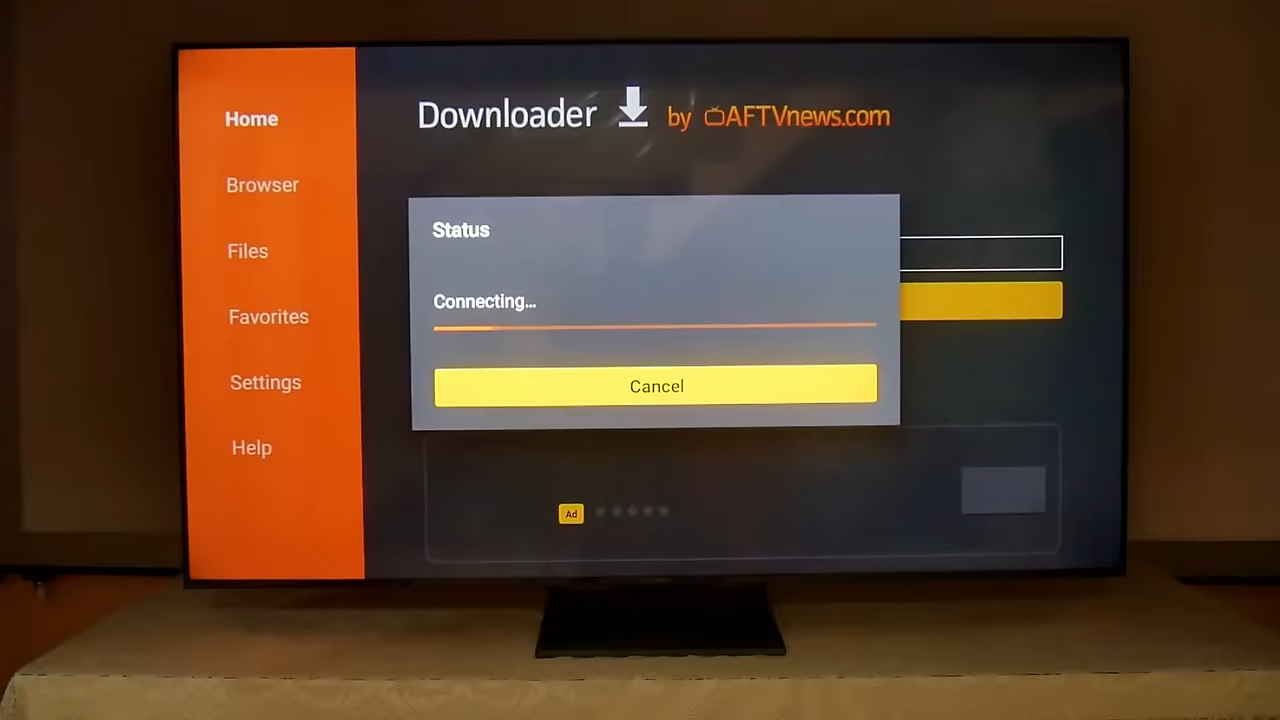 Home
Browser
Files
Favorites
Settings
Help
Downloader by AFTVnews.com
Status
Connecting...
Cancel
Ad